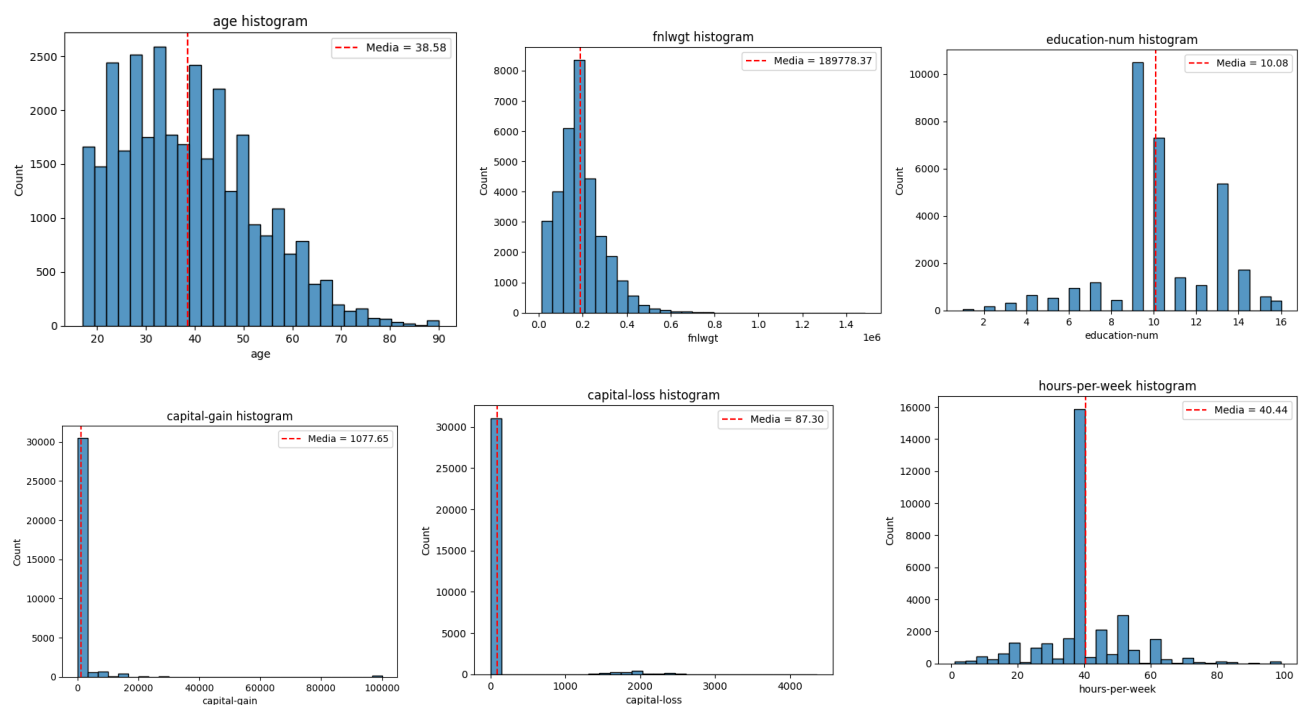 age histogram
Media = 38.58
Count
2500
2000
1500
1000
500
0
20 30 40 50 60 70 80 90
age
fnlwgt histogram
Media = 189778.37
Count
8000
7000
6000
5000
4000
3000
2000
1000
0
0.0 0.2 0.4 0.6 0.8 1.0 1.2 1.4
1e6
fnlwgt
education-num histogram
Media = 10.08
Count
10000
8000
6000
4000
2000
0
2 4 6 8 10 12 14 16
education-num
capital-gain histogram
Media = 1077.65
Count
30000
25000
20000
15000
10000
5000
0
0 20000 40000 60000 80000 100000
capital-gain
capital-loss histogram
Media = 87.30
Count
30000
25000
20000
15000
10000
5000
0
0 1000 2000 3000 4000
capital-loss
hours-per-week histogram
Media = 40.44
Count
16000
14000
12000
10000
8000
6000
4000
2000
0
0 20 40 60 80 100
hours-per-week